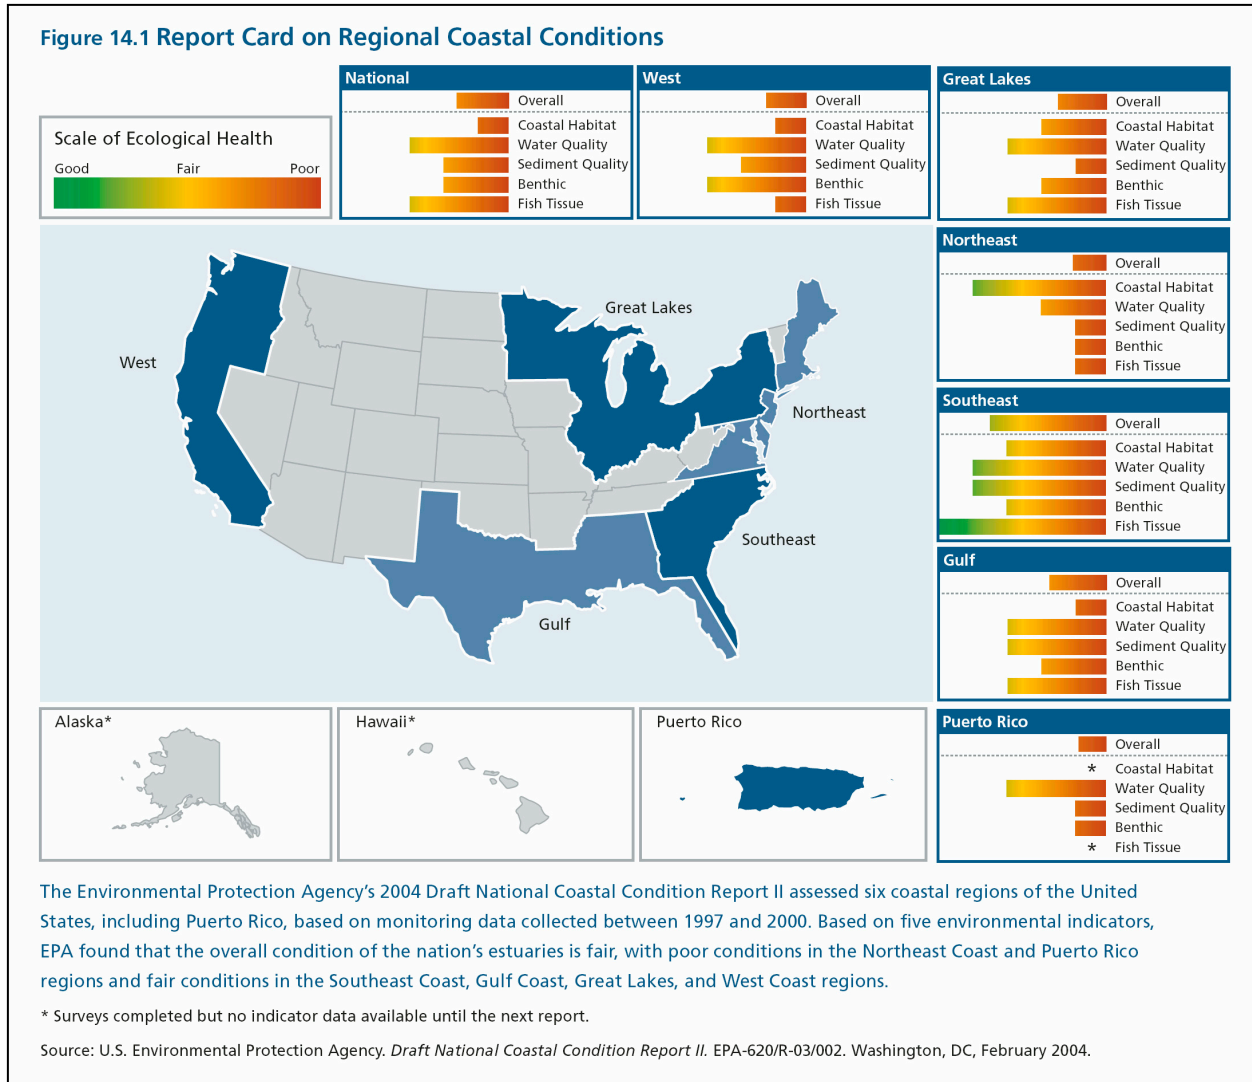 Figure 14.1 Report Card on Regional Coastal Conditions
Scale of Ecological Health
Good Fair Poor
National
Overall
Coastal Habitat
Water Quality
Sediment Quality
Benthic
Fish Tissue
West
Overall
Coastal Habitat
Water Quality
Sediment Quality
Benthic
Fish Tissue
Great Lakes
Overall
Coastal Habitat
Water Quality
Sediment Quality
Benthic
Fish Tissue
Northeast
Overall
Coastal Habitat
Water Quality
Sediment Quality
Benthic
Fish Tissue
Southeast
Overall
Coastal Habitat
Water Quality
Sediment Quality
Benthic
Fish Tissue
Gulf
Overall
Coastal Habitat
Water Quality
Sediment Quality
Benthic
Fish Tissue
Great Lakes
West
Northeast
Southeast
Gulf
Alaska*
Hawaii*
Puerto Rico
Puerto Rico
Overall
* Coastal Habitat
Water Quality
Sediment Quality
Benthic
* Fish Tissue
The Environmental Protection Agency's 2004 Draft National Coastal Condition Report II assessed six coastal regions of the United
States, including Puerto Rico, based on monitoring data collected between 1997 and 2000. Based on five environmental indicators,
EPA found that the overall condition of the nation's estuaries is fair, with poor conditions in the Northeast Coast and Puerto Rico
regions and fair conditions in the Southeast Coast, Gulf Coast, Great Lakes, and West Coast regions.
* Surveys completed but no indicator data available until the next report.
Source: U.S. Environmental Protection Agency. Draft National Coastal Condition Report II. EPA-620/R-03/002. Washington, DC, February 2004.